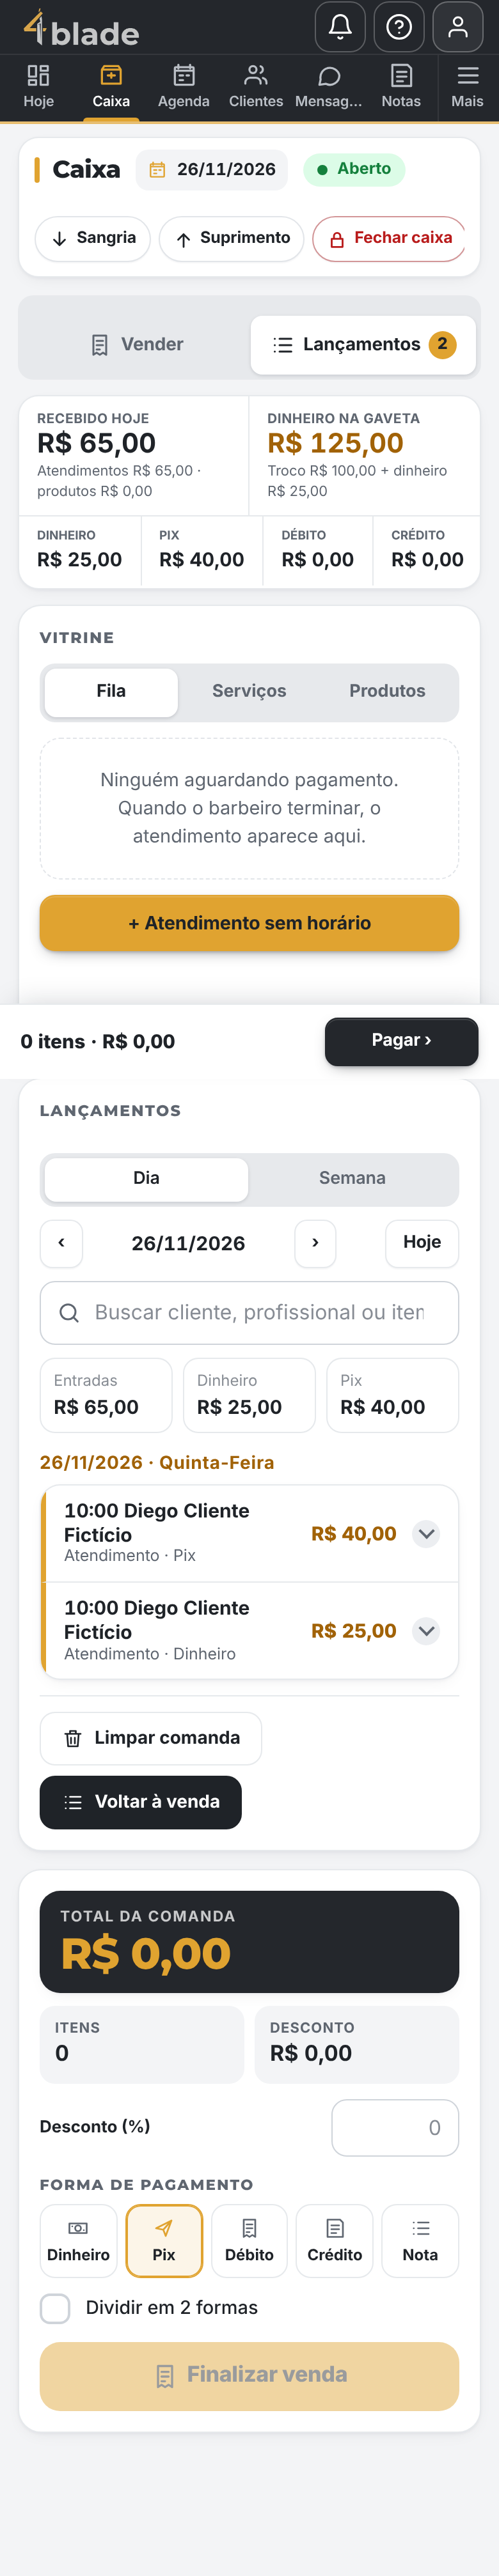 4blade
Hoje
Caixa
Agenda
Clientes
Mensag...
Notas
Mais
Caixa
26/11/2026
Aberto
Sangria
Suprimento
Fechar caixa
Vender
Lançamentos 2
RECEBIDO HOJE
R$ 65,00
Atendimentos R$ 65,00 ·
produtos R$ 0,00
DINHEIRO NA GAVETA
R$ 125,00
Troco R$ 100,00 + dinheiro
R$ 25,00
DINHEIRO
R$ 25,00
PIX
R$ 40,00
DÉBITO
R$ 0,00
CRÉDITO
R$ 0,00
VITRINE
Fila
Serviços
Produtos
Ninguém aguardando pagamento.
Quando o barbeiro terminar, o
atendimento aparece aqui.
+ Atendimento sem horário
0 itens · R$ 0,00
Pagar ›
LANÇAMENTOS
Dia
Semana
‹
26/11/2026
›
Hoje
Buscar cliente, profissional ou iten
Entradas
R$ 65,00
Dinheiro
R$ 25,00
Pix
R$ 40,00
26/11/2026 · Quinta-Feira
10:00 Diego Cliente
Fictício
Atendimento · Pix
R$ 40,00
10:00 Diego Cliente
Fictício
Atendimento · Dinheiro
R$ 25,00
Limpar comanda
Voltar à venda
TOTAL DA COMANDA
R$ 0,00
ITENS
0
DESCONTO
R$ 0,00
Desconto (%)
0
FORMA DE PAGAMENTO
Dinheiro
Pix
Débito
Crédito
Nota
Dividir em 2 formas
Finalizar venda